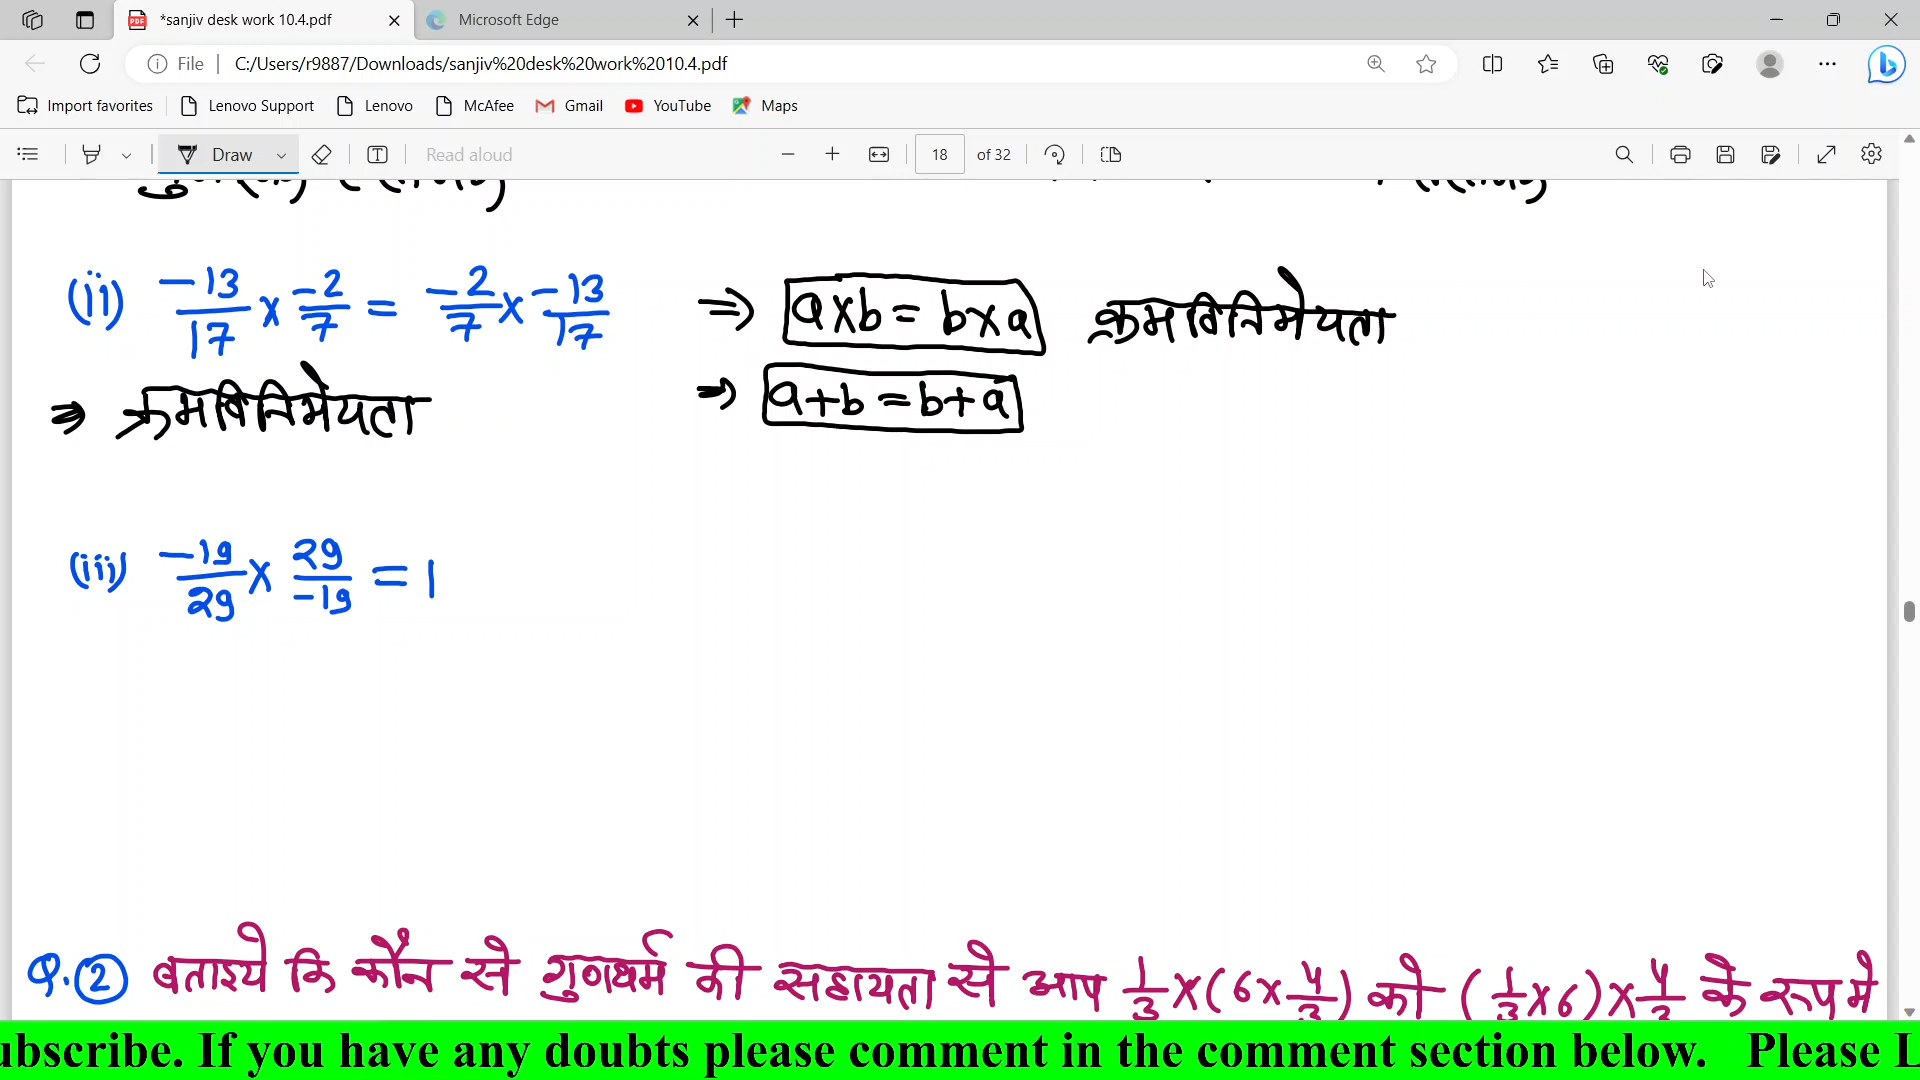 *sanjiv desk work 10.4.pdf
Microsoft Edge
File
C:/Users/r9887/Downloads/sanjiv%20desk%20work%2010.4.pdf
Import favorites Lenovo Support Lenovo McAfee Gmail YouTube Maps
Draw Read aloud 18 of 32
(ii) -13/17 × -2/7 = -2/7 × -13/17 ⇒ a×b = b×a क्रमविनिमेयता
⇒ क्रमविनिमेयता ⇒ a+b = b+a
(iii) -19/29 × 29/-19 = 1
Q.(2) बताइये कि कौन से गुणधर्म की सहायता से आप 1/3×(6×4/3) को (1/3×6)×4/3 के रूप मे
ubscribe. If you have any doubts please comment in the comment section below. Please L